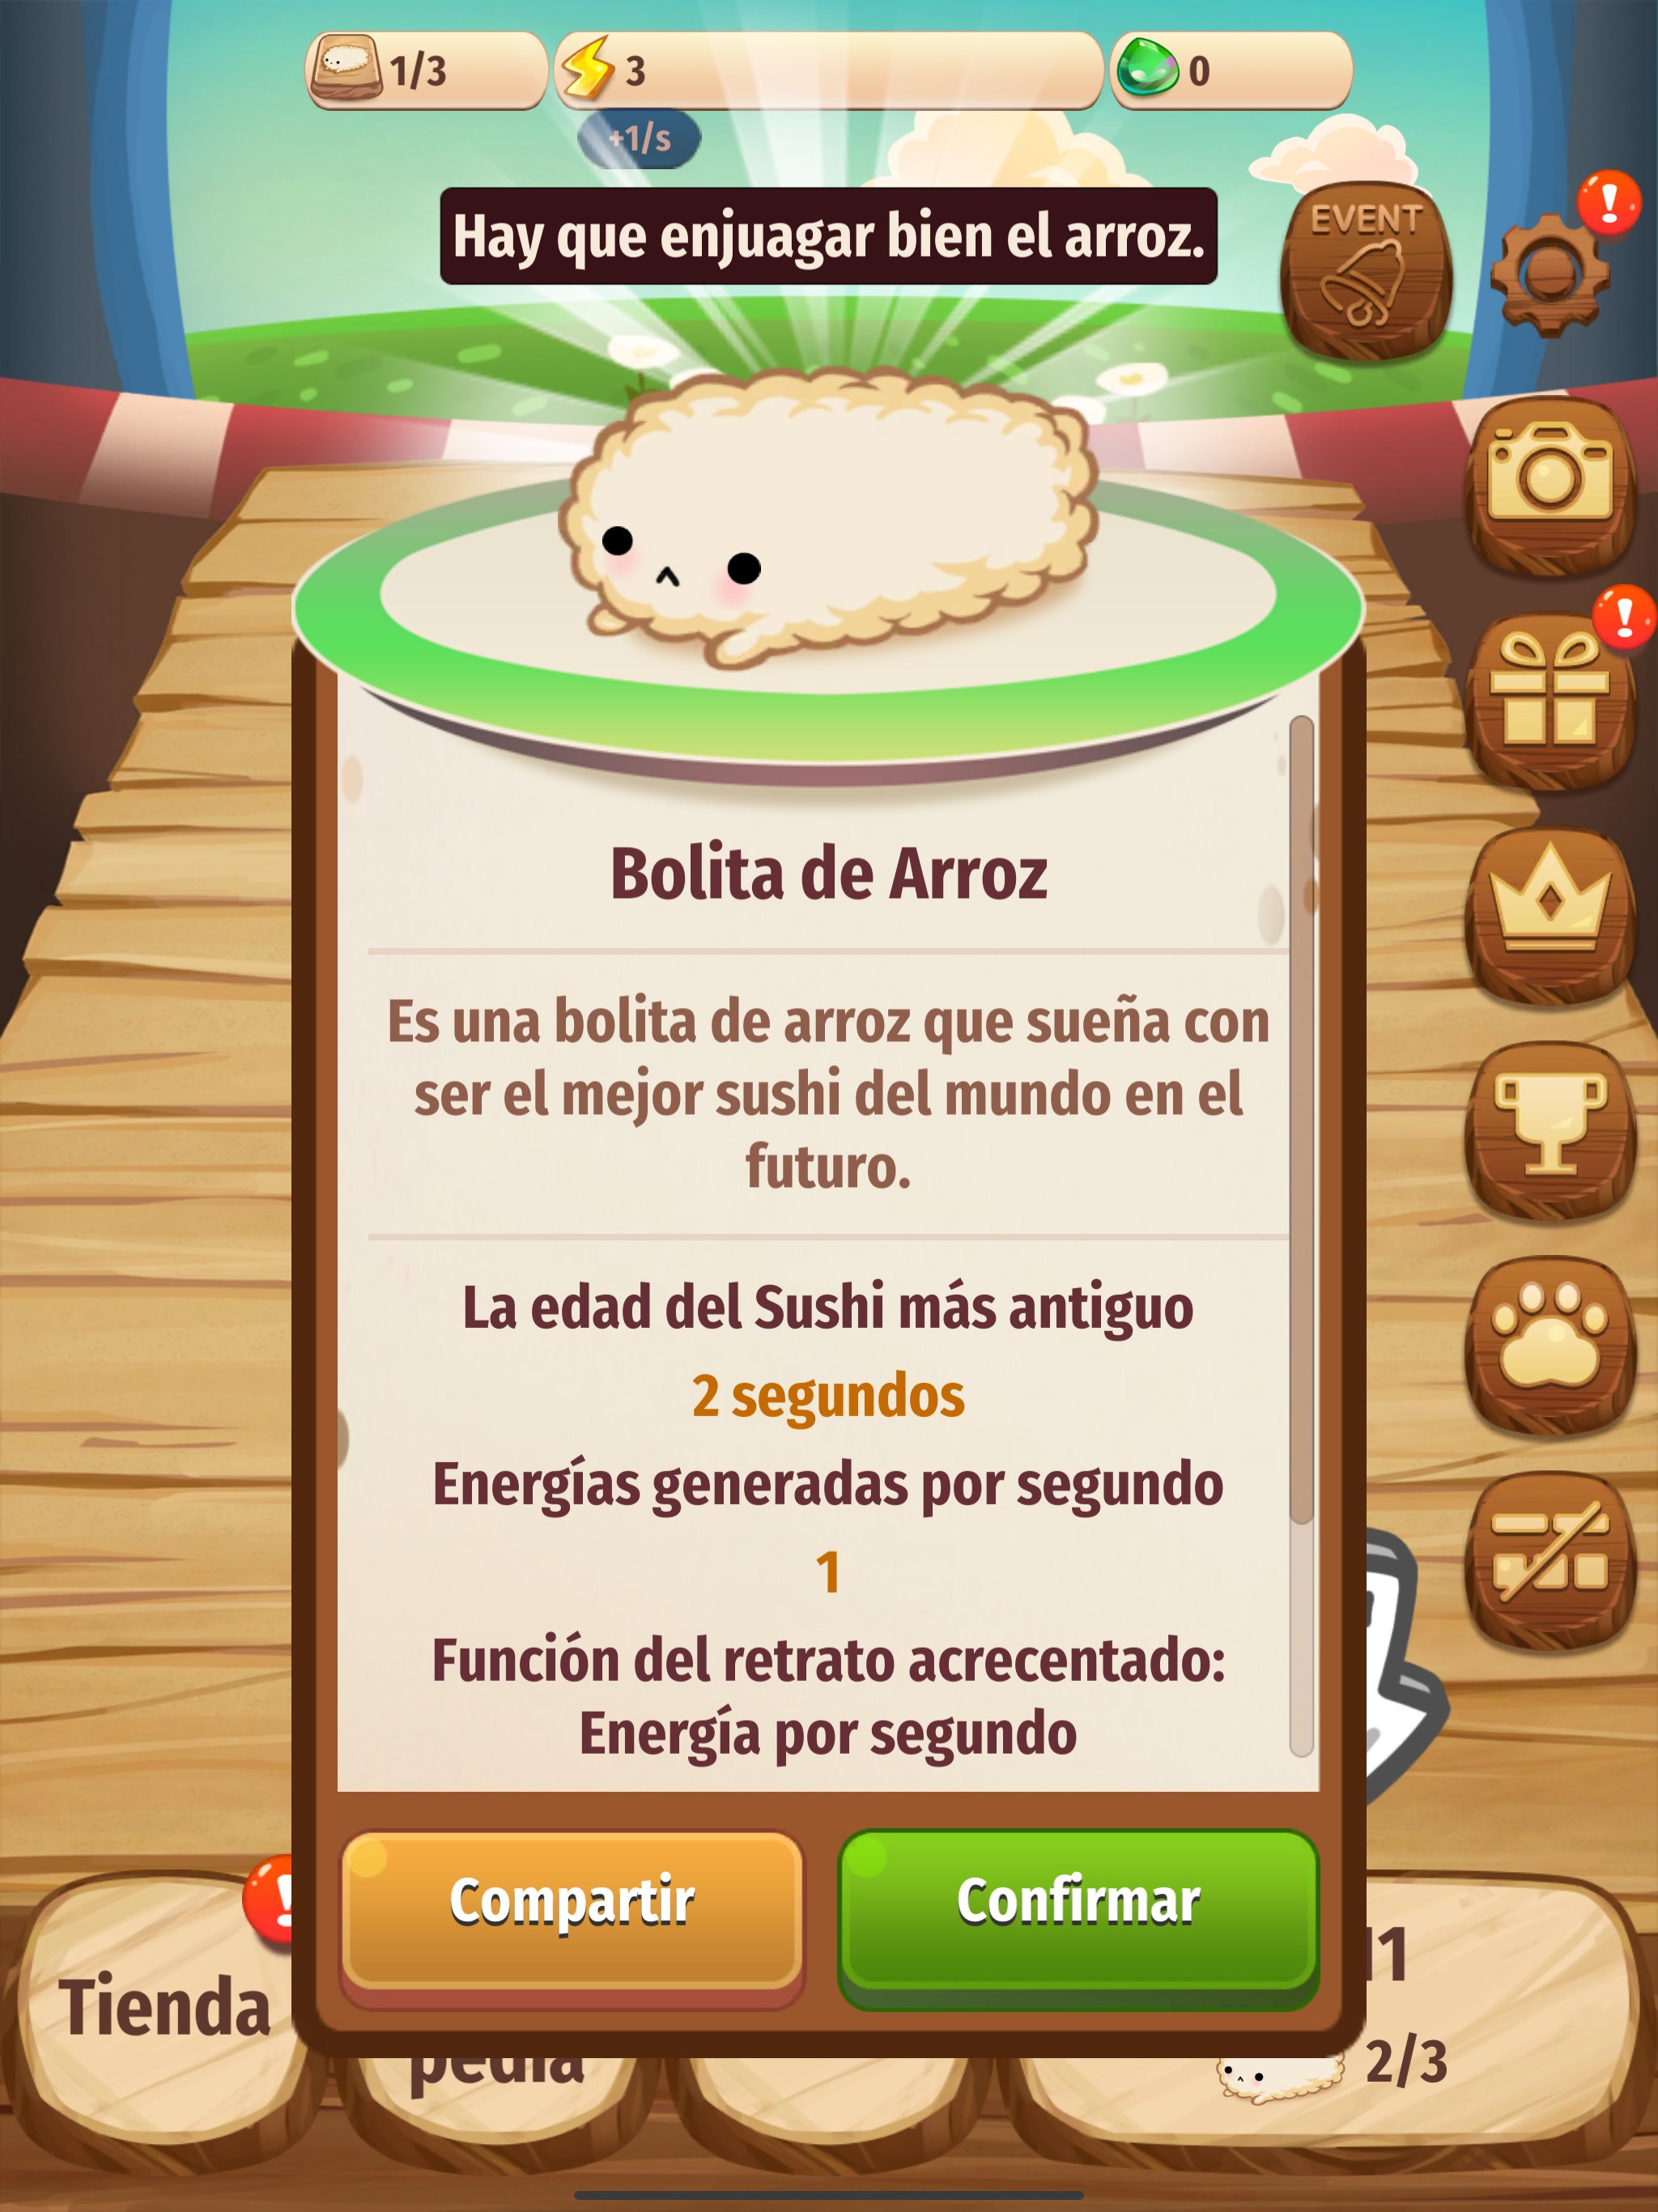 1/3
3
0
+1/s
Hay que enjuagar bien el arroz.
EVENT
Bolita de Arroz
Es una bolita de arroz que sueña con
ser el mejor sushi del mundo en el
futuro.
La edad del Sushi más antiguo
2 segundos
Energías generadas por segundo
1
Función del retrato acrecentado:
Energía por segundo
Compartir
Confirmar
Tienda
pedia
2/3